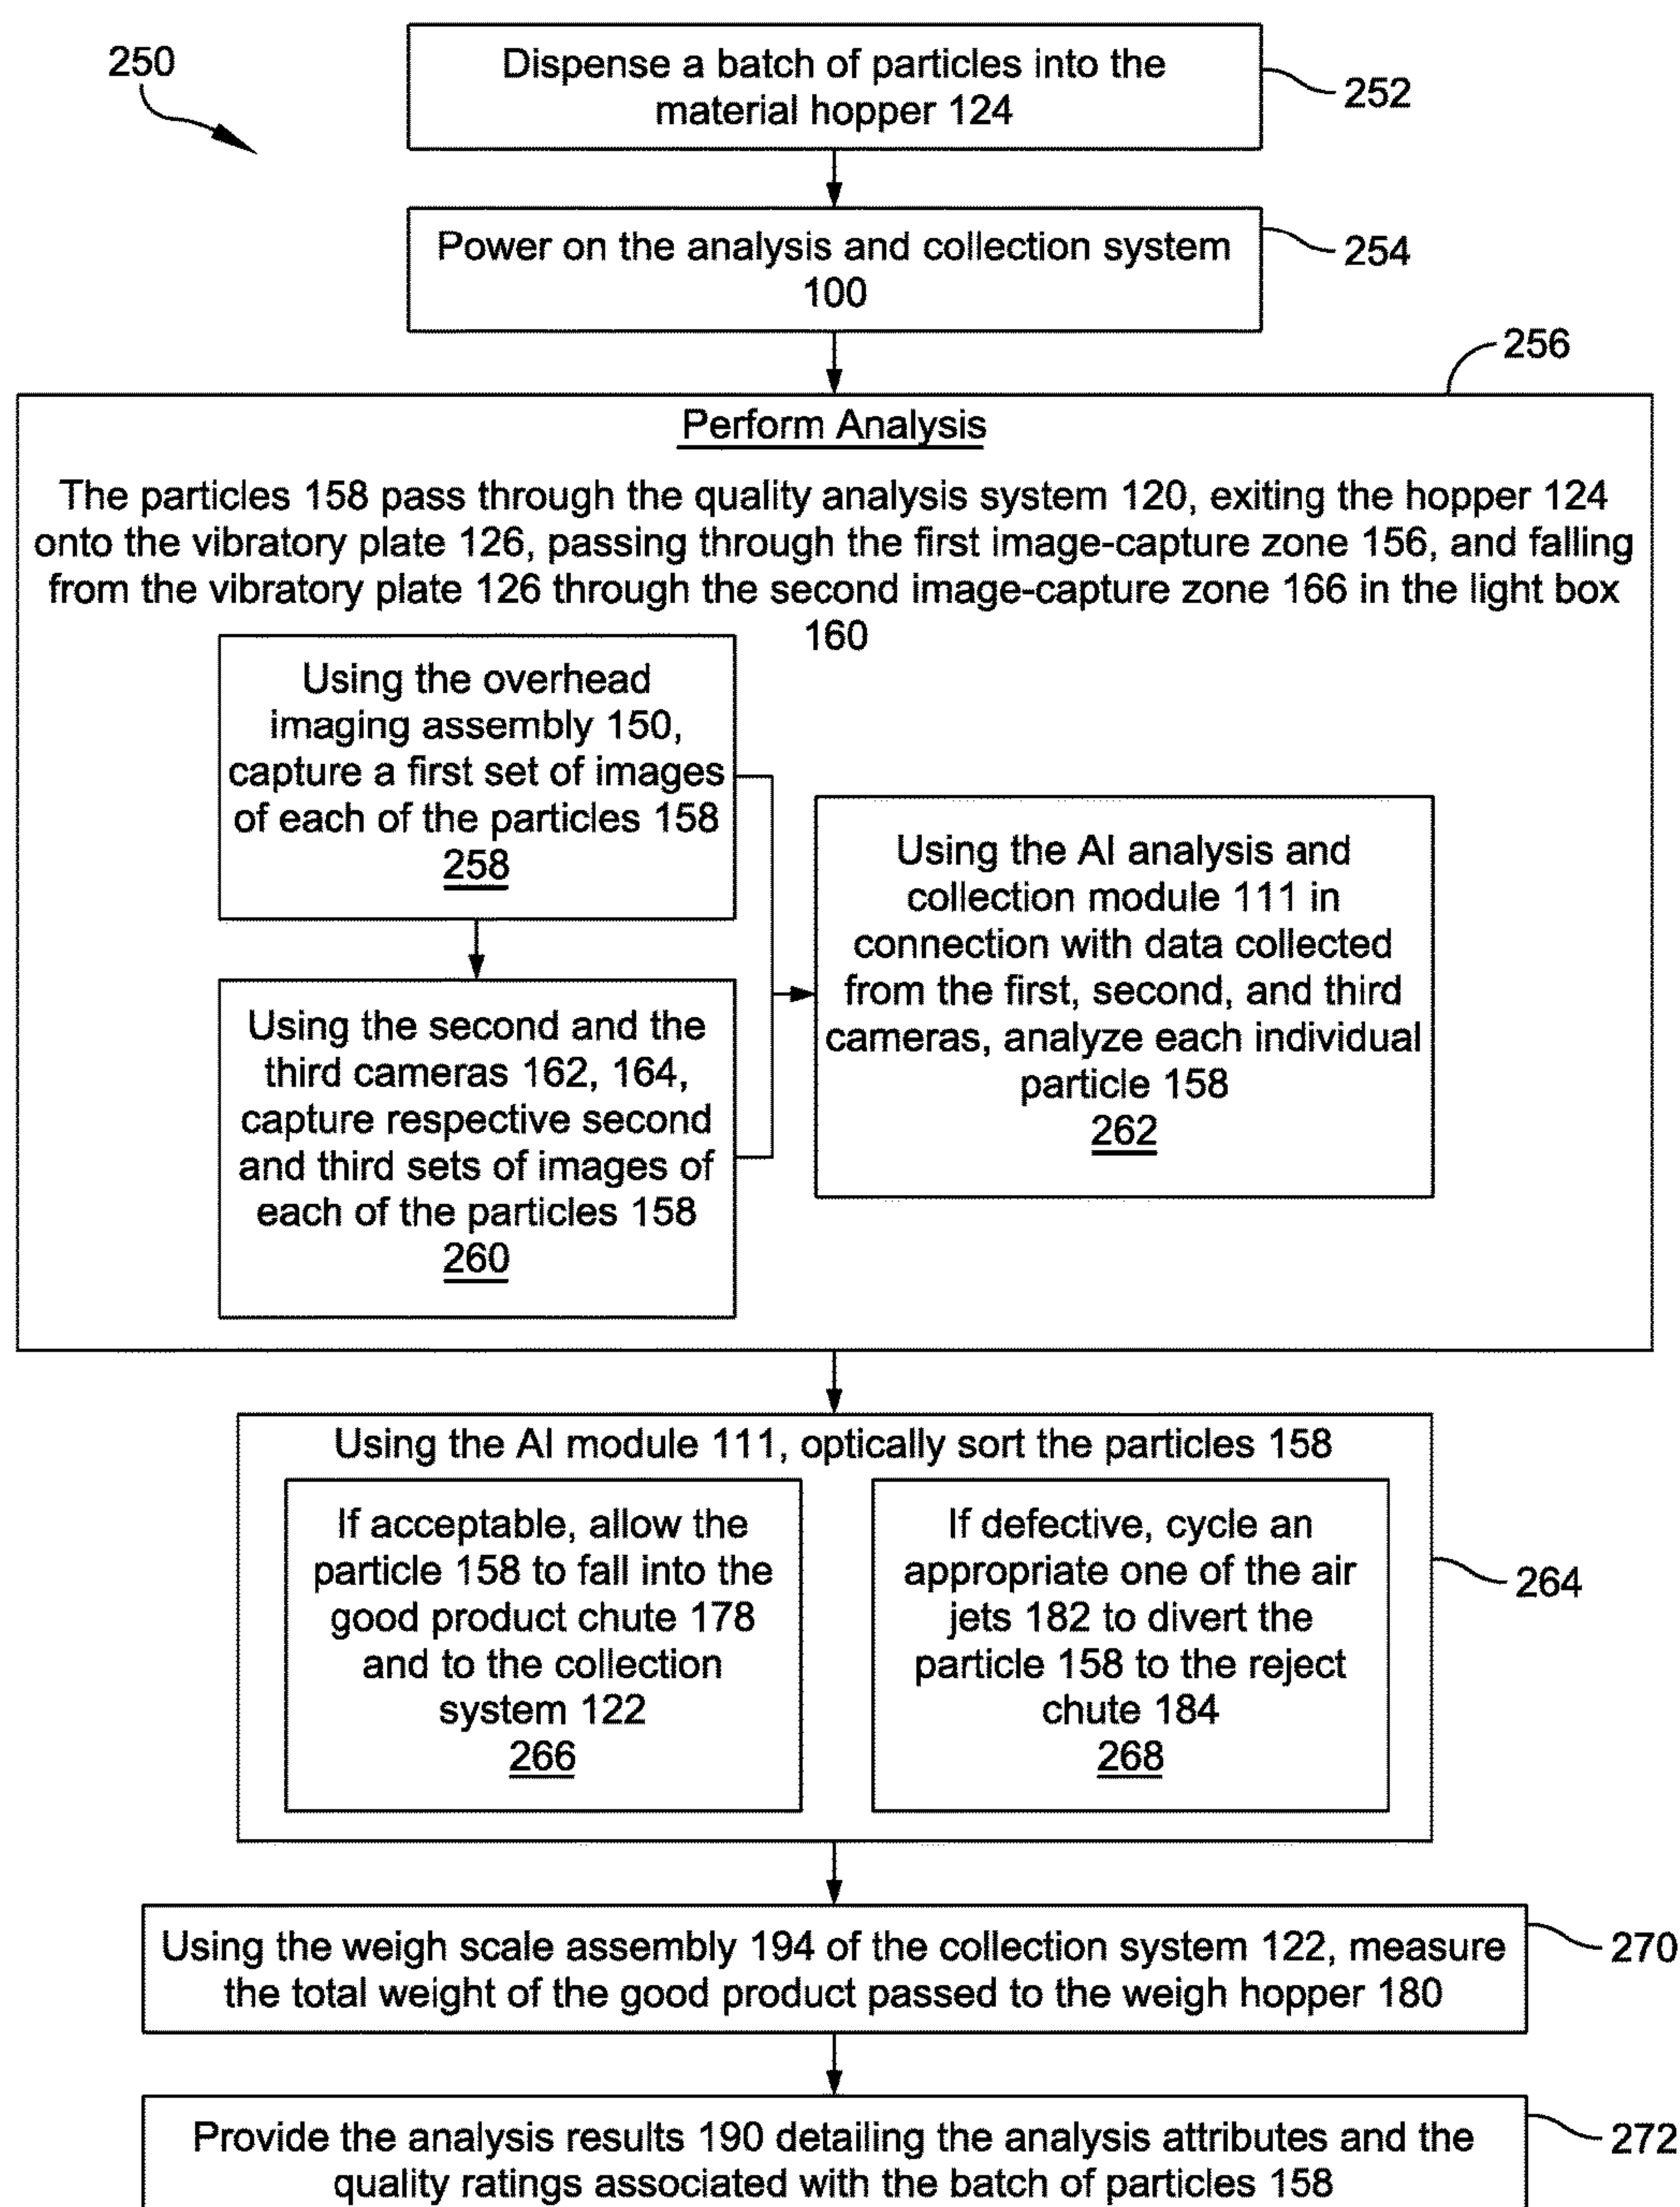 250
Dispense a batch of particles into the
material hopper 124
252
Power on the analysis and collection system
100
254
256
Perform Analysis
The particles 158 pass through the quality analysis system 120, exiting the hopper 124
onto the vibratory plate 126, passing through the first image-capture zone 156, and falling
from the vibratory plate 126 through the second image-capture zone 166 in the light box
160
Using the overhead
imaging assembly 150,
capture a first set of images
of each of the particles 158
258
Using the second and the
third cameras 162, 164,
capture respective second
and third sets of images of
each of the particles 158
260
Using the AI analysis and
collection module 111 in
connection with data collected
from the first, second, and third
cameras, analyze each individual
particle 158
262
Using the AI module 111, optically sort the particles 158
If acceptable, allow the
particle 158 to fall into the
good product chute 178
and to the collection
system 122
266
If defective, cycle an
appropriate one of the air
jets 182 to divert the
particle 158 to the reject
chute 184
268
264
Using the weigh scale assembly 194 of the collection system 122, measure
the total weight of the good product passed to the weigh hopper 180
270
Provide the analysis results 190 detailing the analysis attributes and the
quality ratings associated with the batch of particles 158
272